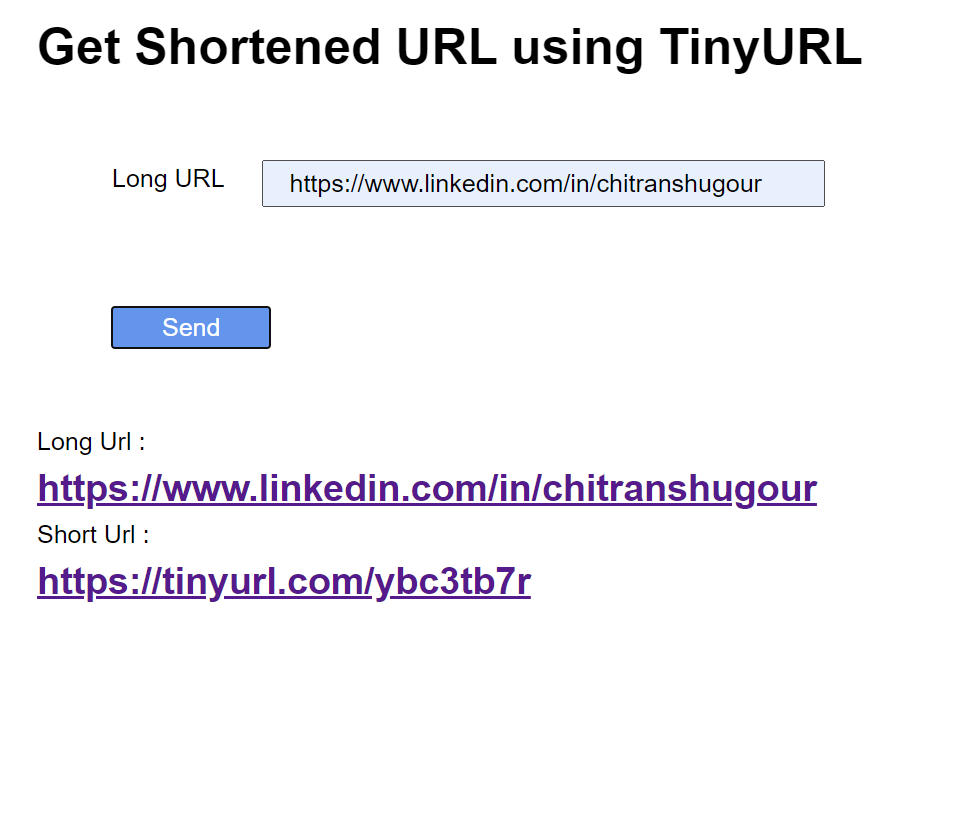 Get Shortened URL using TinyURL
Long URL https://www.linkedin.com/in/chitranshugour
Send
Long Url :
https://www.linkedin.com/in/chitranshugour
Short Url :
https://tinyurl.com/ybc3tb7r